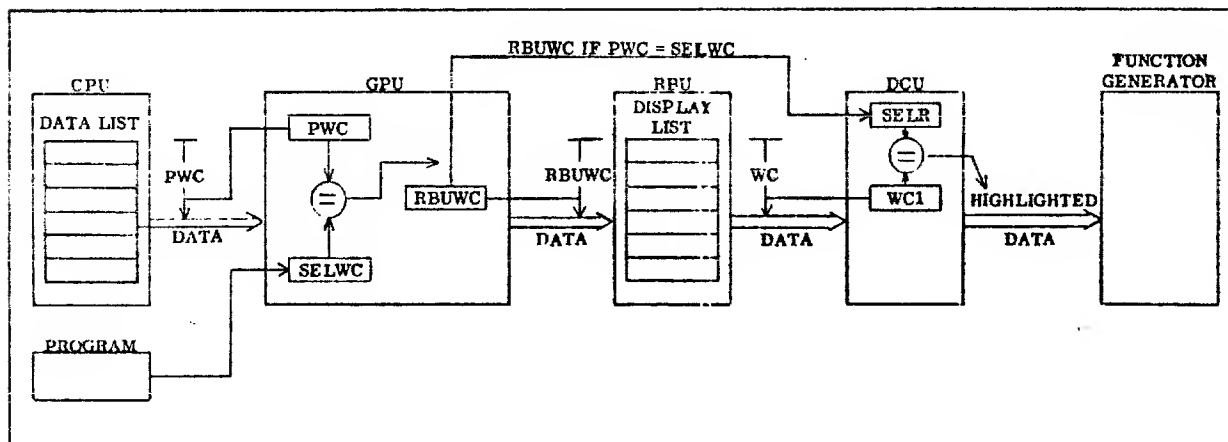 RBUWC IF PWC = SELWC
CPU
GPU
RBU
DCU
FUNCTION
GENERATOR
DATA LIST
DISPLAY
LIST
PWC
SELR
PWC
RBUWC
WC
=
=
RBUWC
WC1
HIGHLIGHTED
DATA
DATA
DATA
DATA
SELWC
PROGRAM